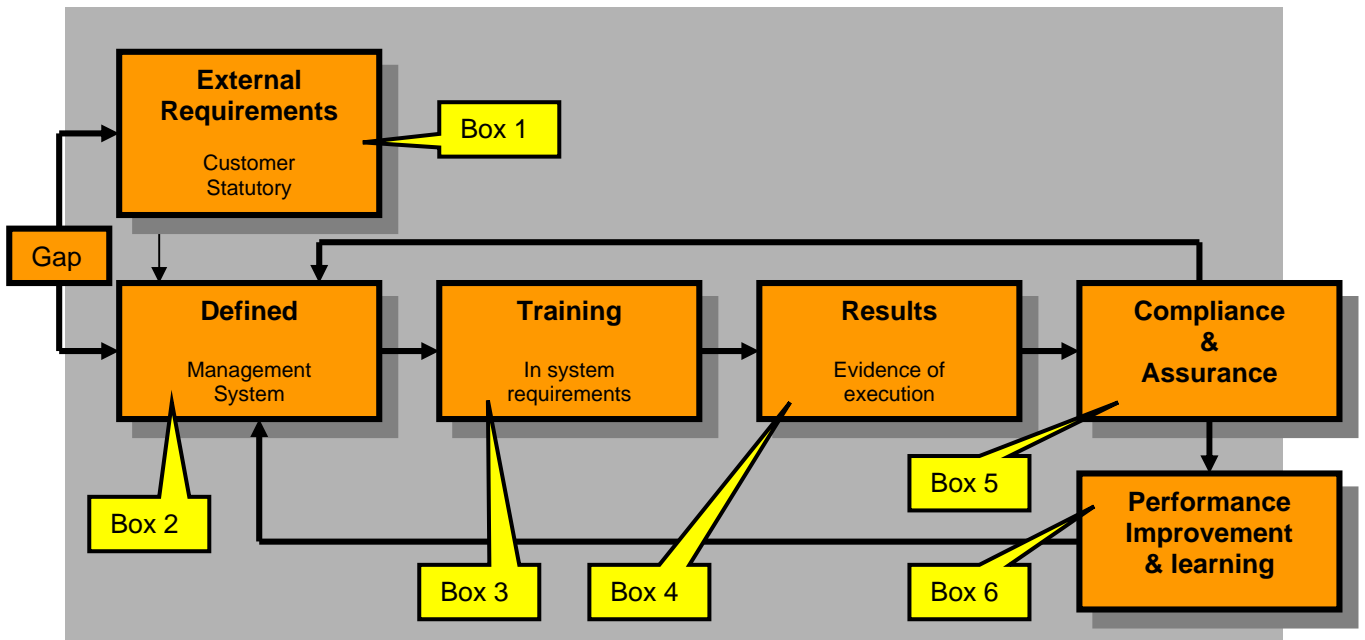 External
Requirements
Customer
Statutory
Box 1
Gap
Defined
Management
System
Training
In system
requirements
Results
Evidence of
execution
Compliance
&
Assurance
Box 2
Box 3
Box 4
Box 5
Box 6
Performance
Improvement
& learning